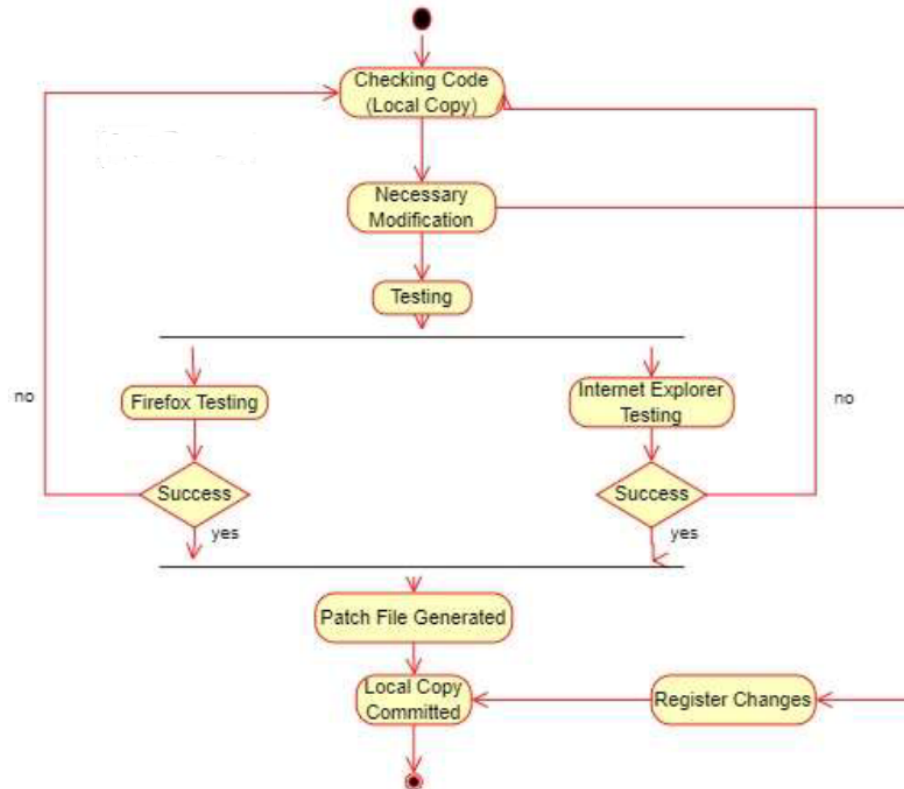 Checking Code
(Local Copy)
Necessary
Modification
Testing
Firefox Testing
Internet Explorer
Testing
no
no
Success
Success
yes
yes
Patch File Generated
Local Copy
Committed
Register Changes